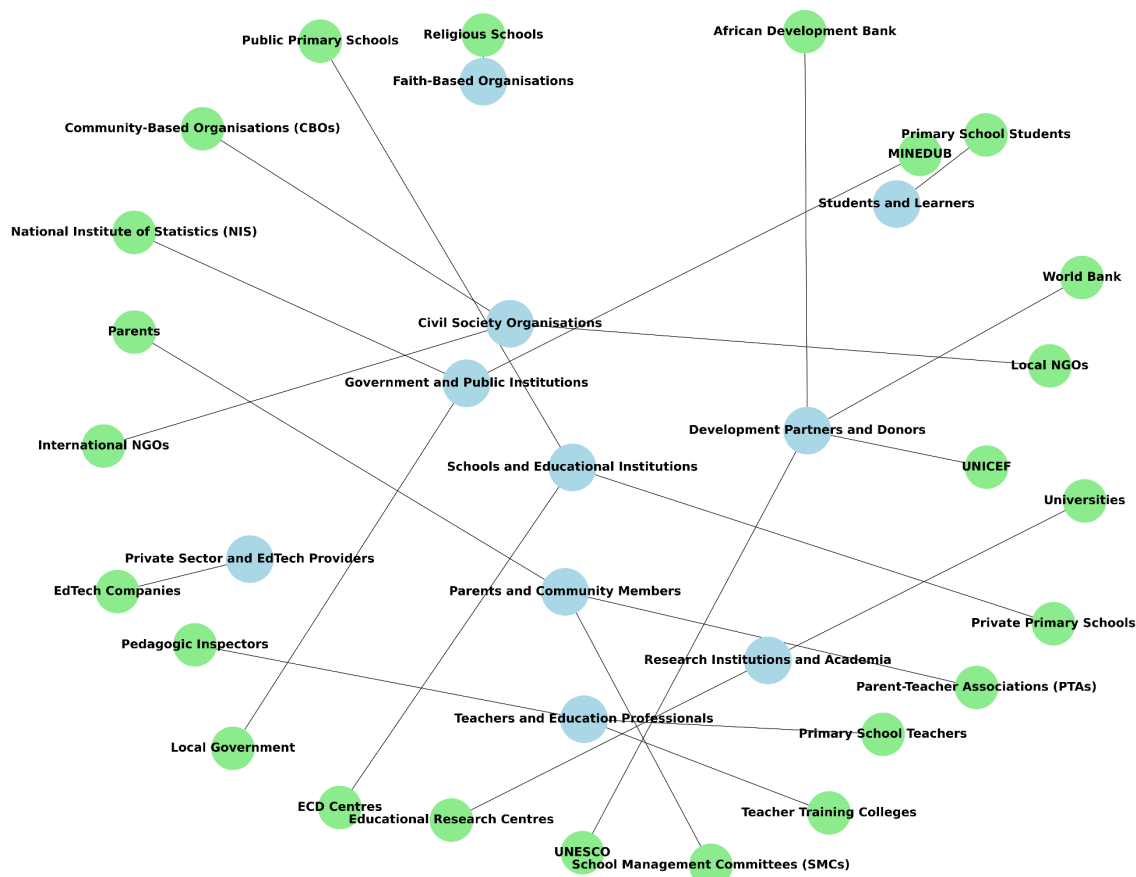 African Development Bank
Religious Schools
Public Primary Schools
Faith-Based Organisations
Community-Based Organisations (CBOs)
Primary School Students
MINEDUB
Students and Learners
National Institute of Statistics (NIS)
World Bank
Civil Society Organisations
Parents
Local NGOs
Government and Public Institutions
Development Partners and Donors
International NGOs
Schools and Educational Institutions
UNICEF
Universities
Private Sector and EdTech Providers
EdTech Companies
Parents and Community Members
Private Primary Schools
Pedagogic Inspectors
Research Institutions and Academia
Parent-Teacher Associations (PTAs)
Teachers and Education Professionals
Primary School Teachers
Local Government
ECD Centres
Teacher Training Colleges
Educational Research Centres
UNESCO
School Management Committees (SMCs)